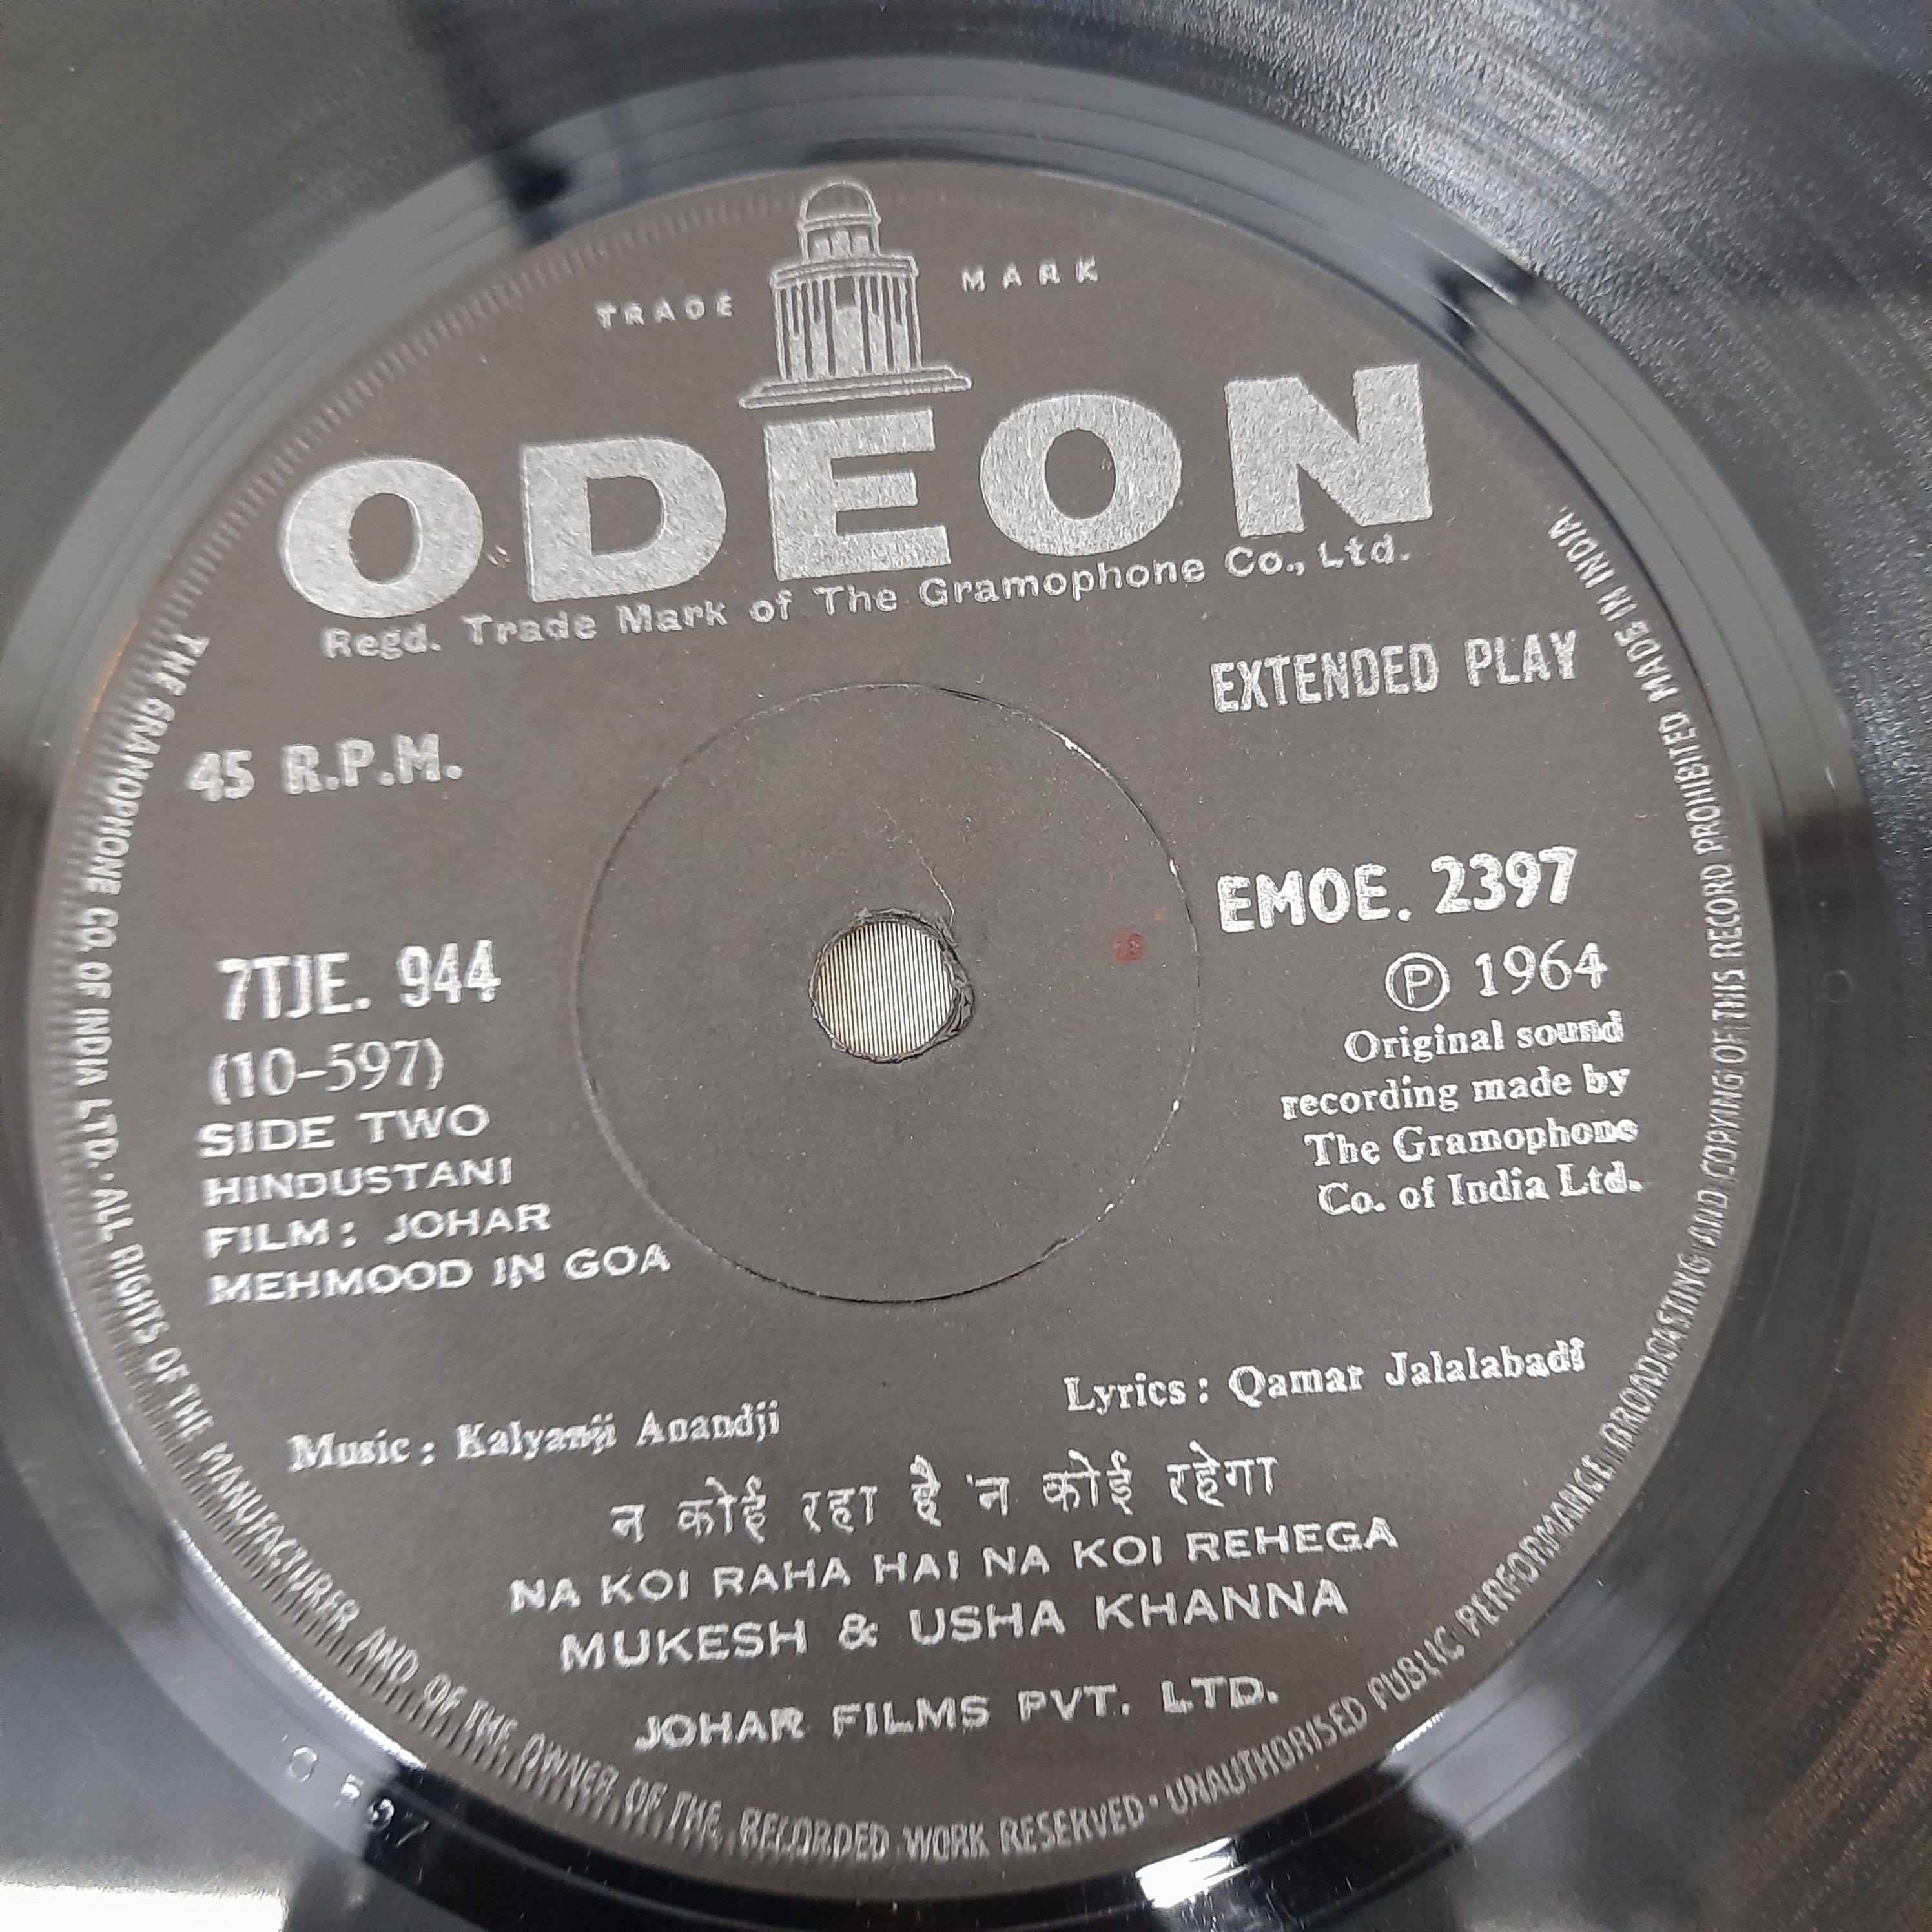 TRADE MARK
ODEON
Regd. Trade Mark of The Gramophone Co., Ltd.
45 R.P.M.
EXTENDED PLAY
7TJE. 944
(10–597)
SIDE TWO
HINDUSTANI
FILM : JOHAR
MEHMOOD IN GOA
EMOE. 2397
Ⓟ 1964
Original sound
recording made by
The Gramophone
Co. of India Ltd.
Music : Kalyanji Anandji
Lyrics : Qamar Jalalabadi
न कोई रहा है न कोई रहेगा
NA KOI RAHA HAI NA KOI REHEGA
MUKESH & USHA KHANNA
JOHAR FILMS PVT. LTD.
THE GRAMOPHONE CO. OF INDIA LTD. · ALL RIGHTS OF THE MANUFACTURER AND OF THE OWNER OF THE RECORDED WORK RESERVED · UNAUTHORISED PUBLIC PERFORMANCE BROADCASTING AND COPYING OF THIS RECORD PROHIBITED MADE IN INDIA.